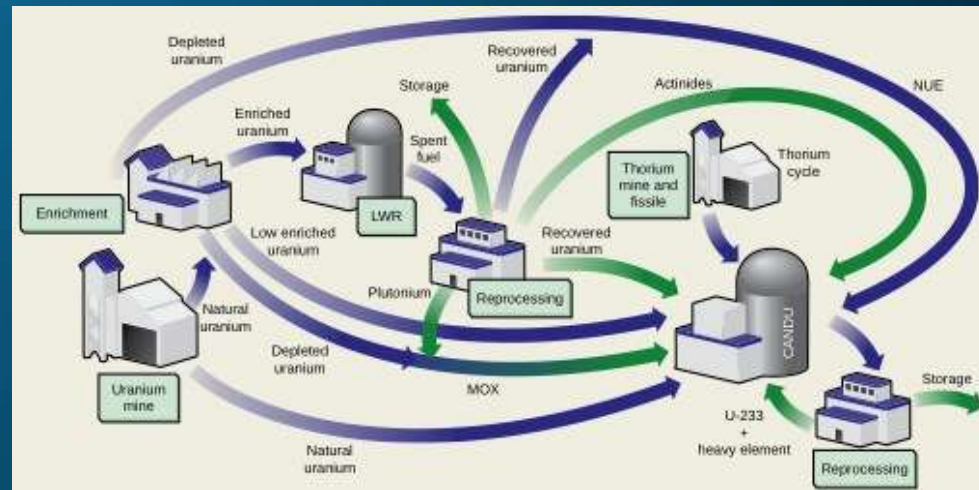 Depleted
uranium
Recovered
uranium
Storage
Actinides
NUE
Enriched
uranium
Spent
fuel
Thorium
cycle
Thorium
mine and
fissile
Enrichment
LWR
Low enriched
uranium
Recovered
uranium
Plutonium
Reprocessing
Natural
uranium
CANDU
Depleted
uranium
MOX
Uranium
mine
Storage
U-233
+
heavy element
Natural
uranium
Reprocessing